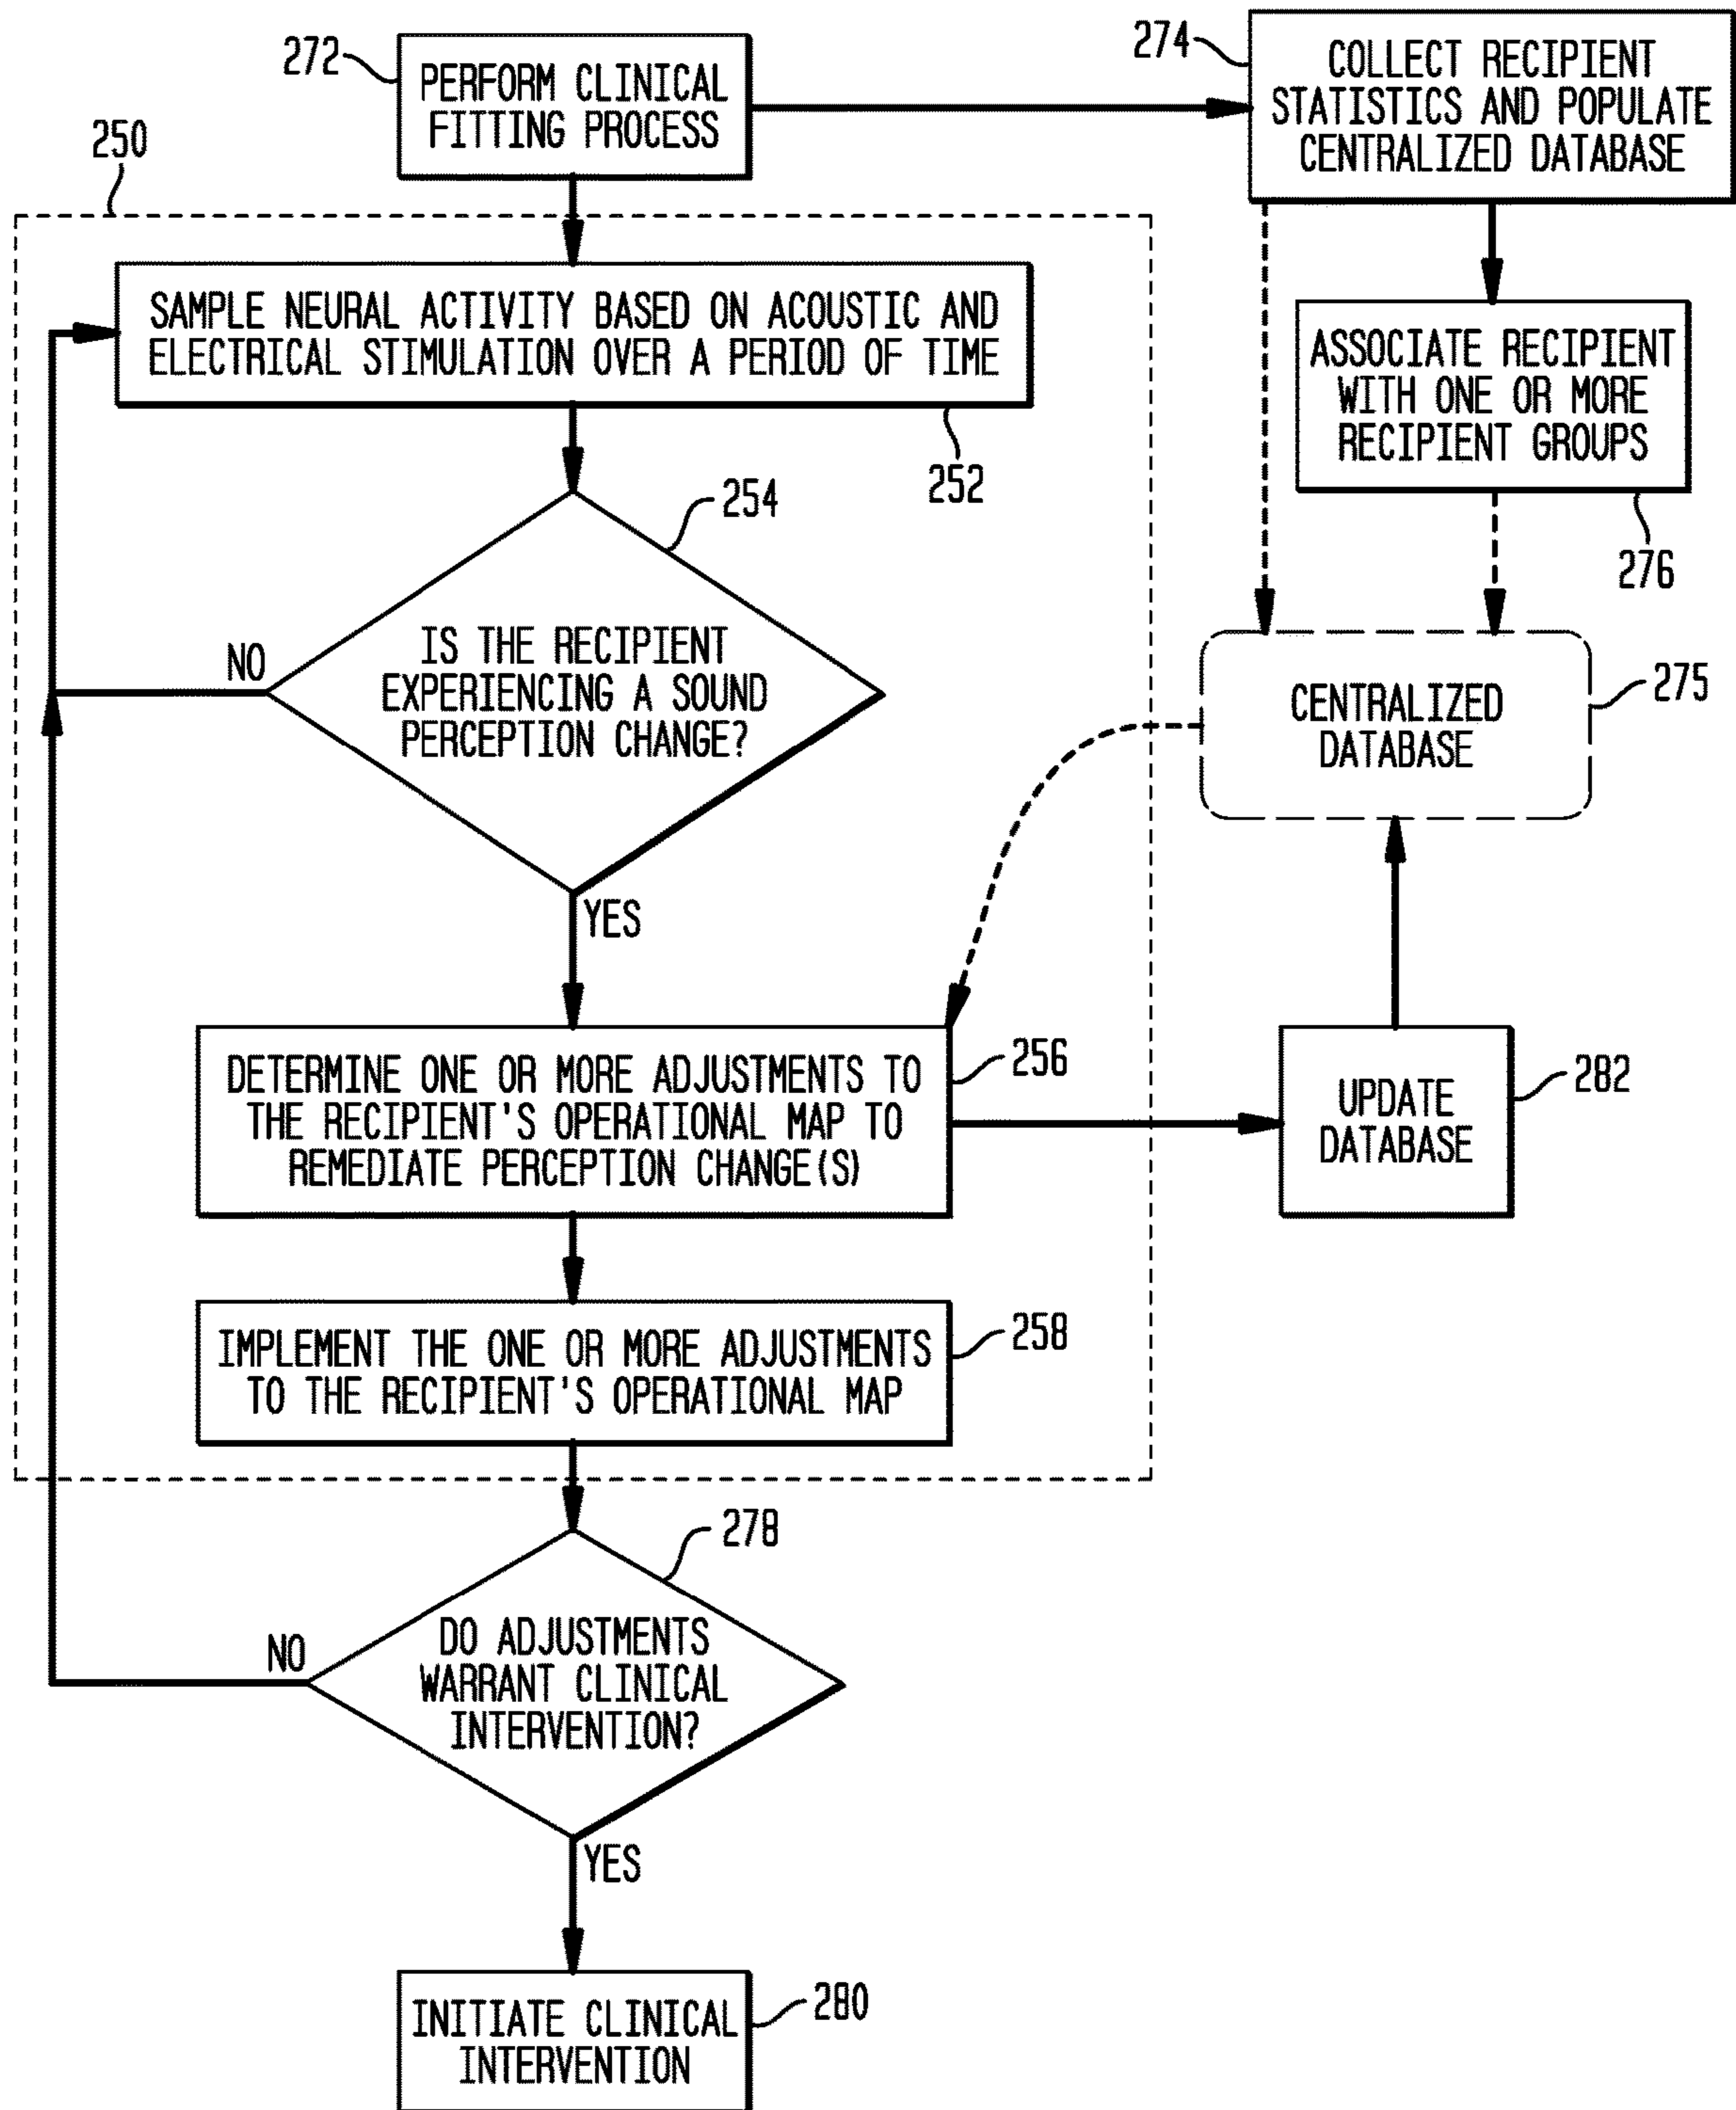 272
PERFORM CLINICAL
FITTING PROCESS
274
COLLECT RECIPIENT
STATISTICS AND POPULATE
CENTRALIZED DATABASE
250
SAMPLE NEURAL ACTIVITY BASED ON ACOUSTIC AND
ELECTRICAL STIMULATION OVER A PERIOD OF TIME
252
ASSOCIATE RECIPIENT
WITH ONE OR MORE
RECIPIENT GROUPS
276
254
IS THE RECIPIENT
EXPERIENCING A SOUND
PERCEPTION CHANGE?
NO
YES
CENTRALIZED
DATABASE
275
DETERMINE ONE OR MORE ADJUSTMENTS TO
THE RECIPIENT'S OPERATIONAL MAP TO
REMEDIATE PERCEPTION CHANGE(S)
256
UPDATE
DATABASE
282
IMPLEMENT THE ONE OR MORE ADJUSTMENTS
TO THE RECIPIENT'S OPERATIONAL MAP
258
278
DO ADJUSTMENTS
WARRANT CLINICAL
INTERVENTION?
NO
YES
INITIATE CLINICAL
INTERVENTION
280